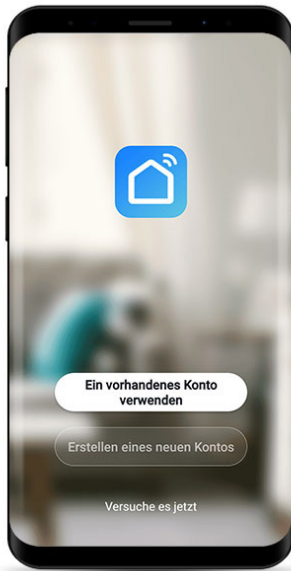 Ein vorhandenes Konto
verwenden
Erstellen eines neuen Kontos
Versuche es jetzt